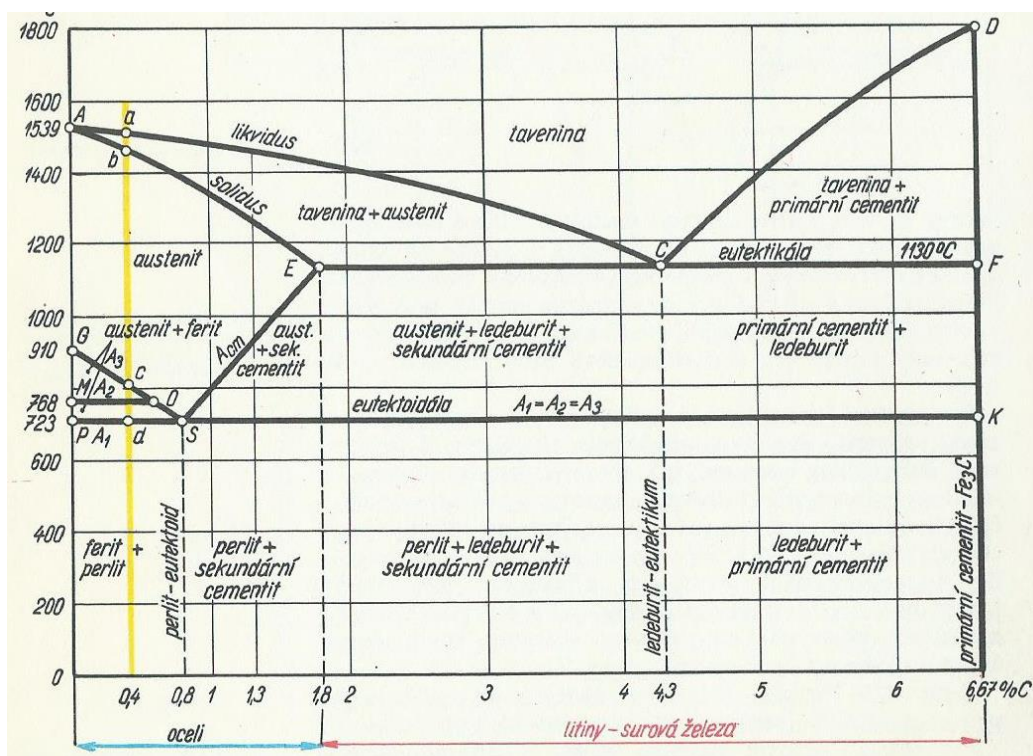 1800
D
1600
A
a
1539
likvidus
tavenina
b
1400
solidus
tavenina +
primární cementit
tavenina + austenit
1200
austenit
E
C
eutektikála
1130°C
F
1000
G
austenit + ferit
Acm
aust.
+ sek.
cementit
austenit + ledeburit +
sekundární cementit
primární cementit +
ledeburit
910
A3
c
M
A2
O
768
eutektoidála
A1 = A2 = A3
K
723
P
A1
d
S
600
400
ferit +
perlit
perlit - eutektoid
perlit +
sekundární
cementit
perlit + ledeburit +
sekundární cementit
ledeburit - eutektikum
ledeburit +
primární cementit
primární cementit - Fe3C
200
0
0,4
0,8
1
1,3
1,8
2
3
4
4,3
5
6
6,67 %C
oceli
litiny - surová železa